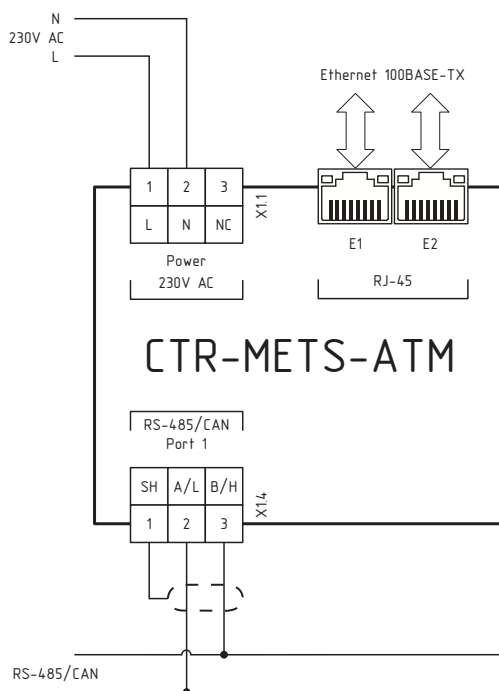 N
230V AC
L
Ethernet 100BASE-TX
1 2 3
L N NC
X1.1
E1 E2
Power
230V AC
RJ-45
CTR-METS-ATM
RS-485/CAN
Port 1
SH A/L B/H
1 2 3
X1.4
RS-485/CAN